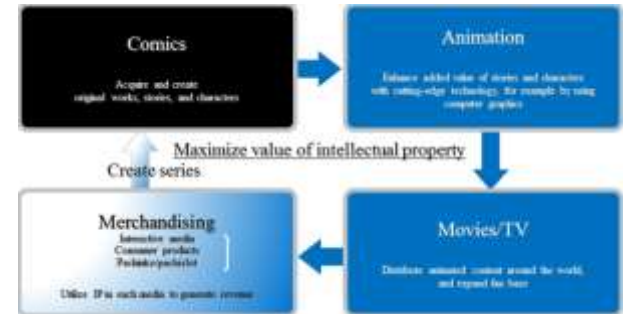 Comics
Acquire and create
original works, stories, and characters
Animation
Enhance added value of stories and characters
with cutting-edge technology, for example by using
computer graphics
Maximize value of intellectual property
Create series
Merchandising
Interactive media
Consumer products
Pachinko/pachislot
Utilize IP in each media to generate revenue
Movies/TV
Distribute animated content around the world,
and expand fan base